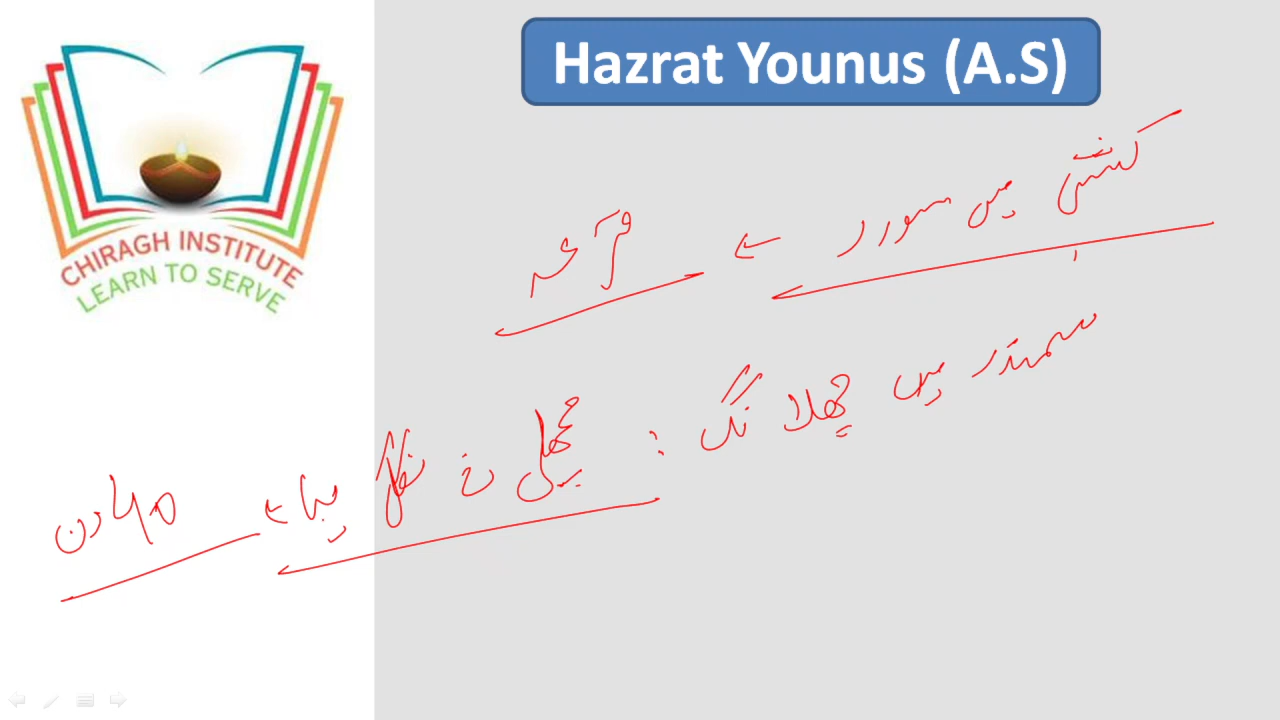 Hazrat Younus (A.S)
CHIRAGH INSTITUTE
LEARN TO SERVE
کشتی میں سوار ← قرعہ
سمندر میں چھلانگ : مچھلی نے نگل لیا ← ۴۰ دن